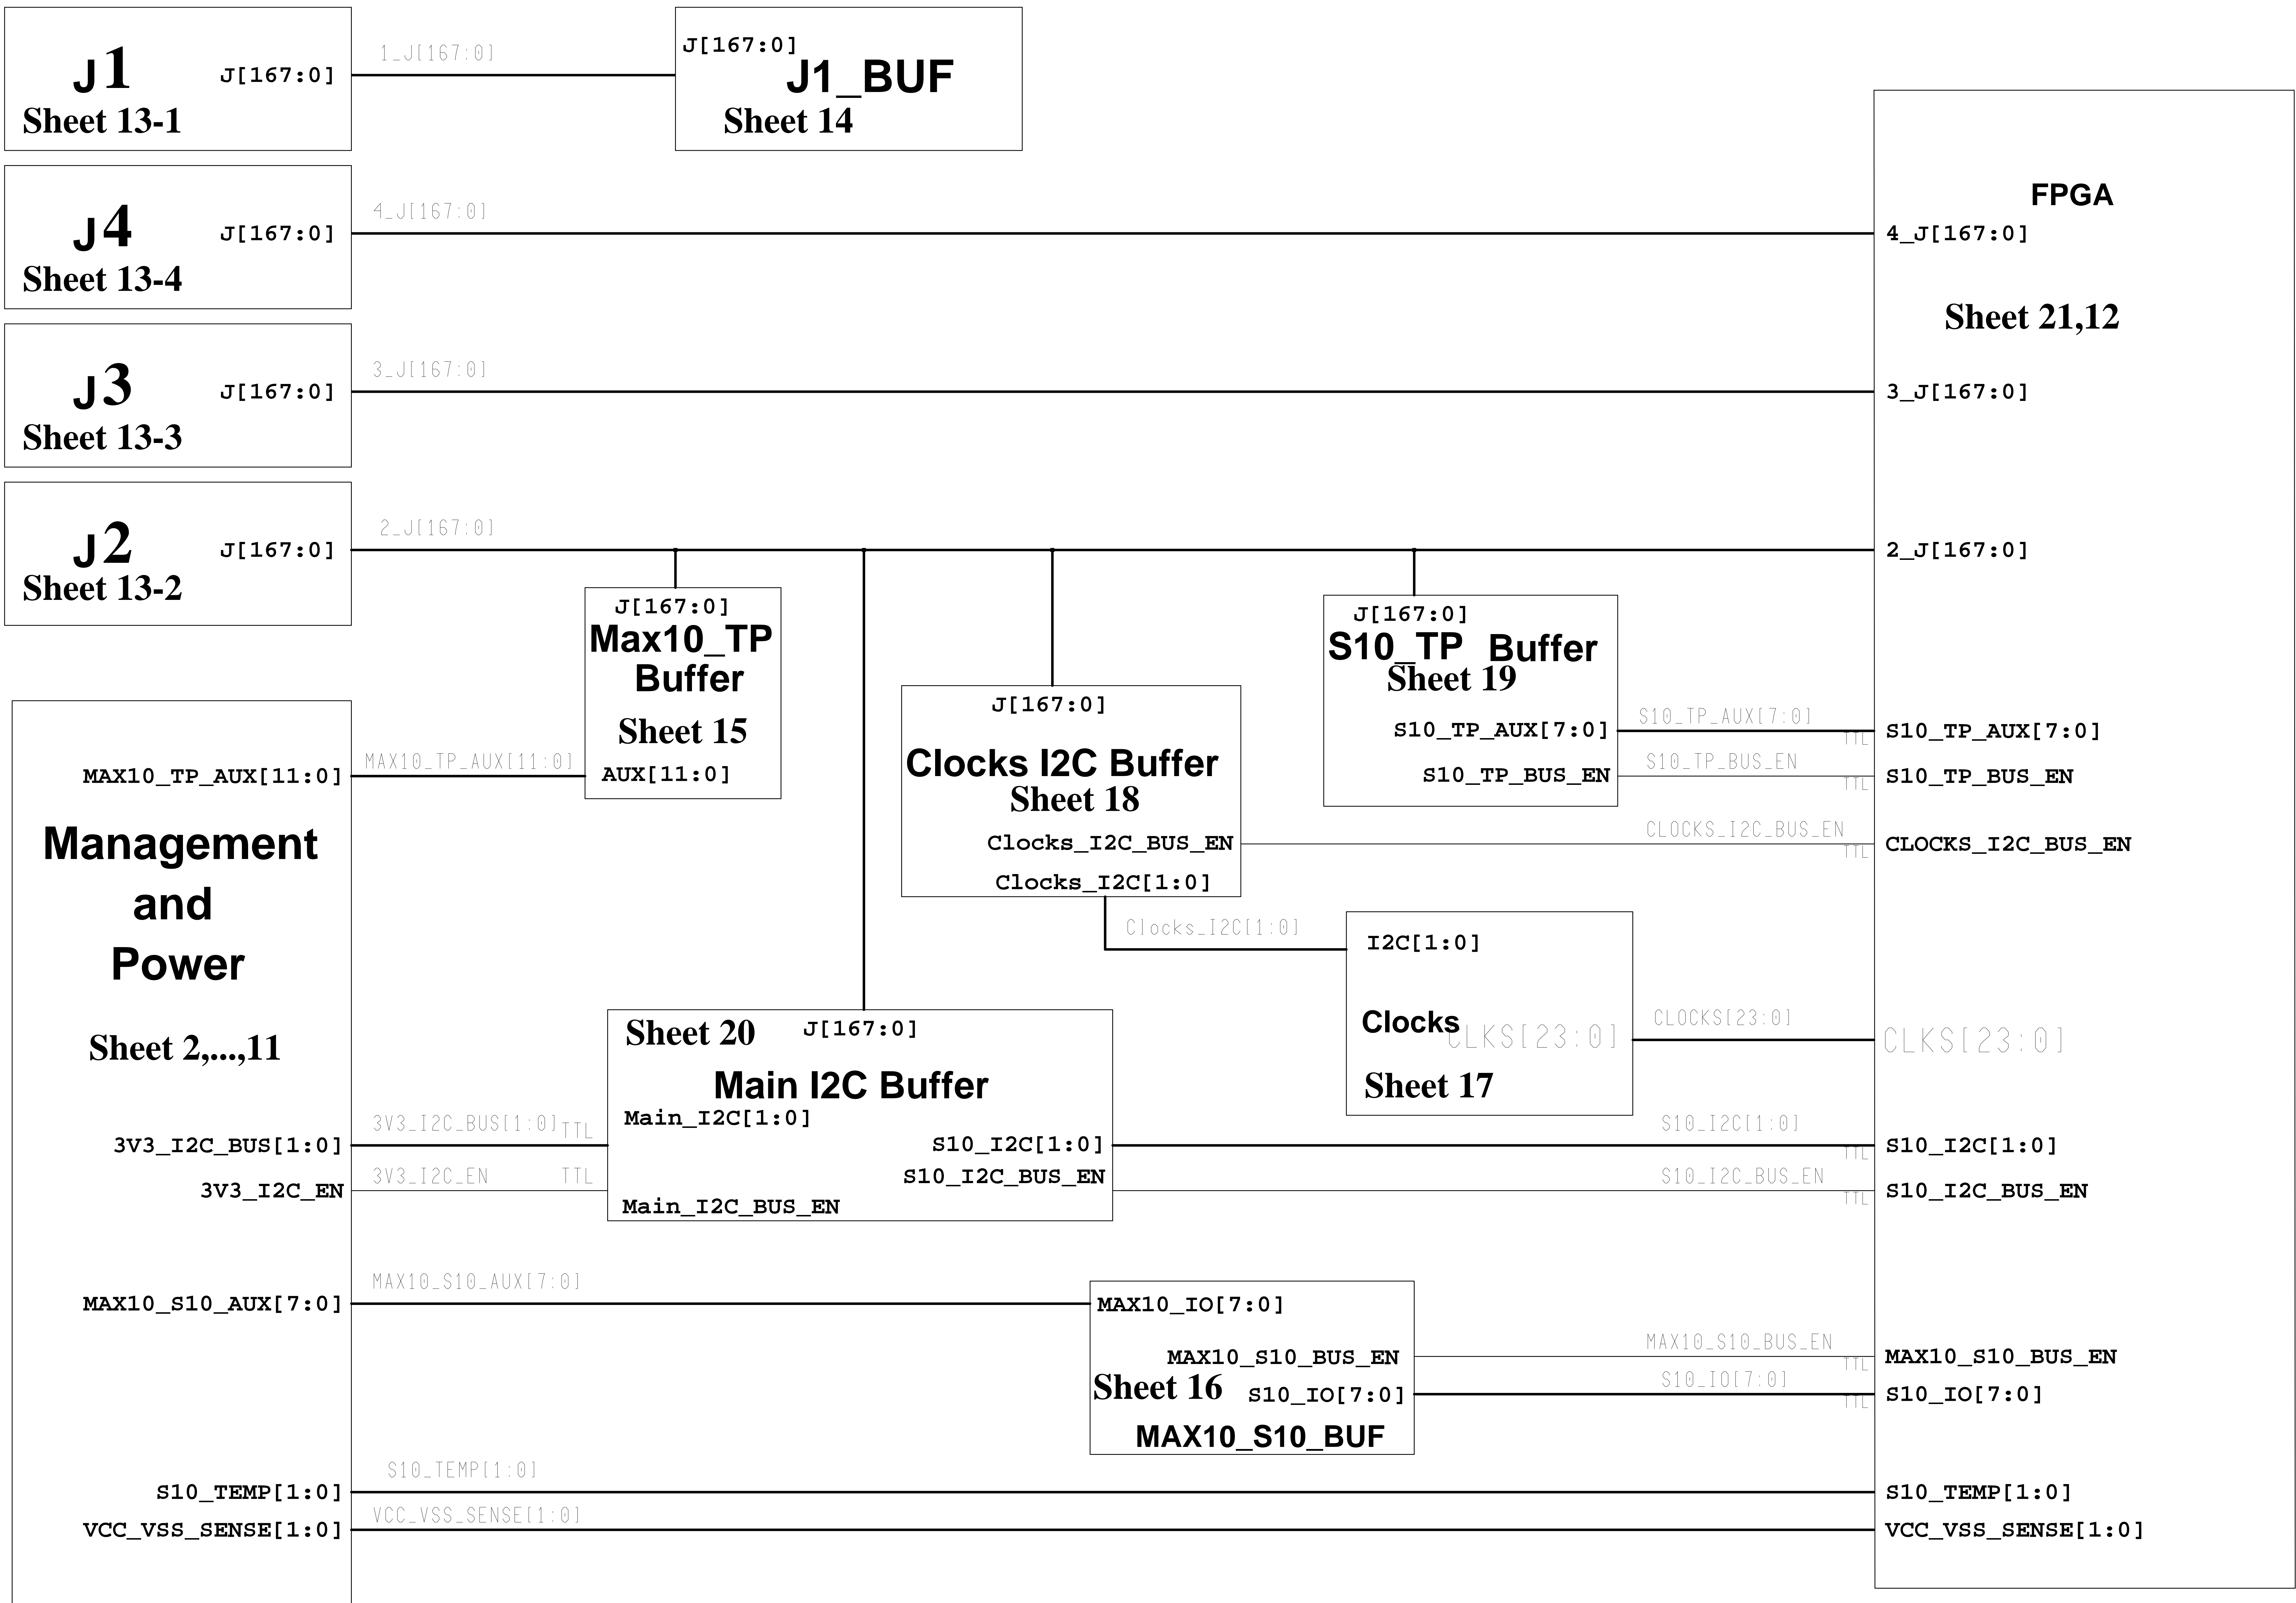 J1
J[167:0]
Sheet 13-1
1_J[167:0]
J[167:0]
J1_BUF
Sheet 14
J4
J[167:0]
Sheet 13-4
4_J[167:0]
FPGA
4_J[167:0]
Sheet 21,12
J3
J[167:0]
Sheet 13-3
3_J[167:0]
3_J[167:0]
J2
J[167:0]
Sheet 13-2
2_J[167:0]
2_J[167:0]
J[167:0]
Max10_TP
Buffer
Sheet 15
AUX[11:0]
J[167:0]
S10_TP Buffer
Sheet 19
S10_TP_AUX[7:0]
S10_TP_BUS_EN
S10_TP_AUX[7:0]
TTL
S10_TP_AUX[7:0]
S10_TP_BUS_EN
TTL
S10_TP_BUS_EN
J[167:0]
Clocks I2C Buffer
Sheet 18
Clocks_I2C_BUS_EN
Clocks_I2C[1:0]
CLOCKS_I2C_BUS_EN
TTL
CLOCKS_I2C_BUS_EN
MAX10_TP_AUX[11:0]
MAX10_TP_AUX[11:0]
Management
and
Power
Sheet 2,...,11
Clocks_I2C[1:0]
I2C[1:0]
Clocks
CLKS[23:0]
Sheet 17
CLOCKS[23:0]
CLKS[23:0]
Sheet 20
J[167:0]
Main I2C Buffer
Main_I2C[1:0]
S10_I2C[1:0]
S10_I2C_BUS_EN
Main_I2C_BUS_EN
3V3_I2C_BUS[1:0]
3V3_I2C_BUS[1:0]
TTL
3V3_I2C_EN
3V3_I2C_EN
TTL
S10_I2C[1:0]
TTL
S10_I2C[1:0]
S10_I2C_BUS_EN
TTL
S10_I2C_BUS_EN
MAX10_S10_AUX[7:0]
MAX10_S10_AUX[7:0]
MAX10_IO[7:0]
MAX10_S10_BUS_EN
Sheet 16
S10_IO[7:0]
MAX10_S10_BUF
MAX10_S10_BUS_EN
TTL
MAX10_S10_BUS_EN
S10_IO[7:0]
TTL
S10_IO[7:0]
S10_TEMP[1:0]
S10_TEMP[1:0]
S10_TEMP[1:0]
VCC_VSS_SENSE[1:0]
VCC_VSS_SENSE[1:0]
VCC_VSS_SENSE[1:0]